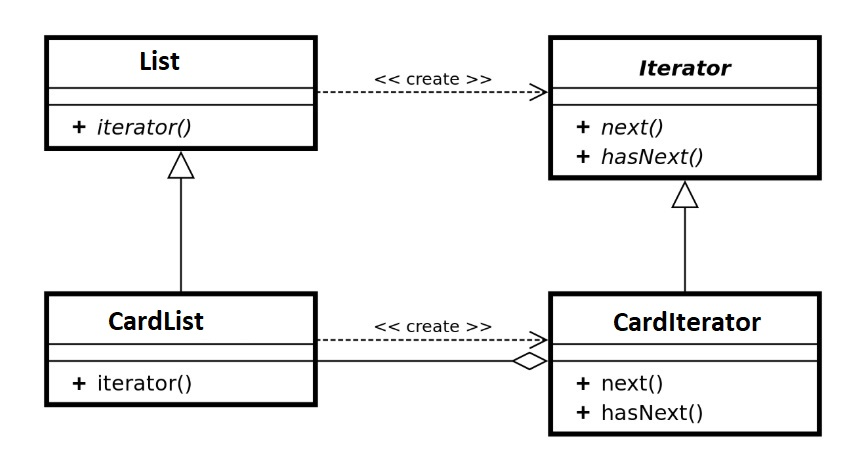 List
<< create >>
Iterator
+ iterator()
+ next()
+ hasNext()
CardList
<< create >>
CardIterator
+ iterator()
+ next()
+ hasNext()